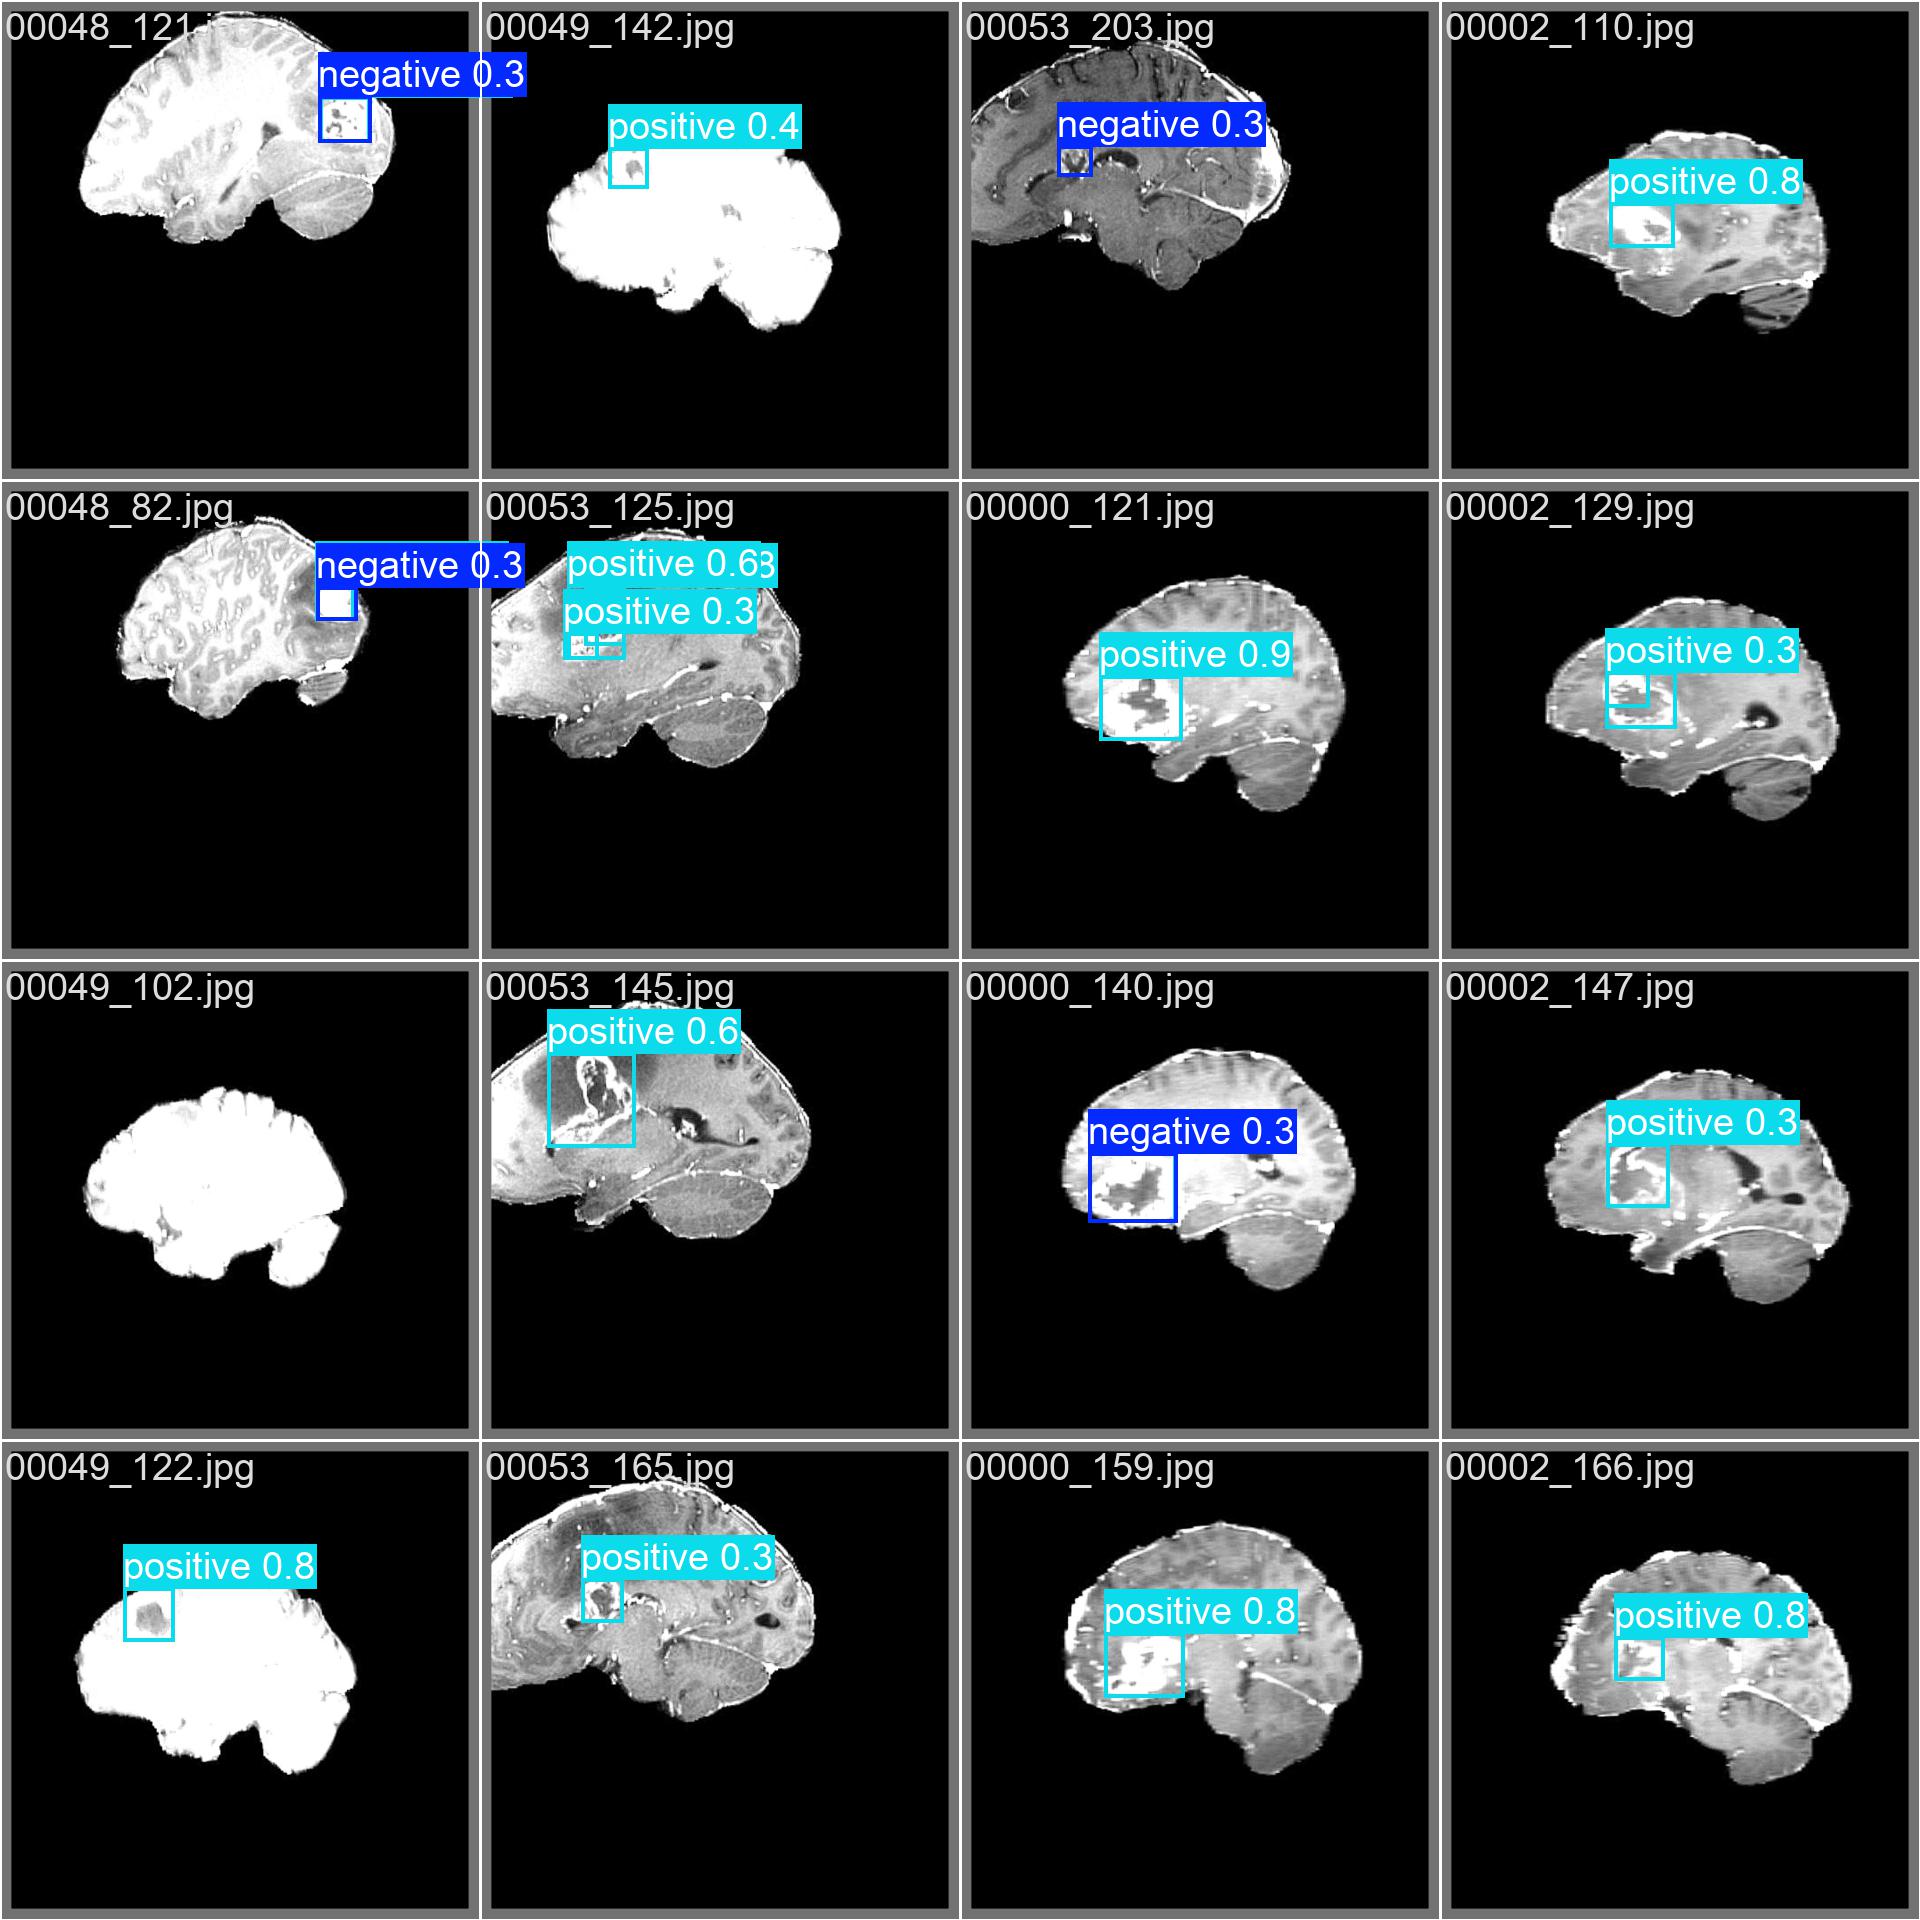 00048_121.j
negative 0.3
00049_142.jpg
positive 0.4
00053_203.jpg
negative 0.3
00002_110.jpg
positive 0.8
00048_82.jpg
negative 0.3
00053_125.jpg
positive 0.6
positive 0.3
00000_121.jpg
positive 0.9
00002_129.jpg
positive 0.3
00049_102.jpg
00053_145.jpg
positive 0.6
00000_140.jpg
negative 0.3
00002_147.jpg
positive 0.3
00049_122.jpg
positive 0.8
00053_165.jpg
positive 0.3
00000_159.jpg
positive 0.8
00002_166.jpg
positive 0.8